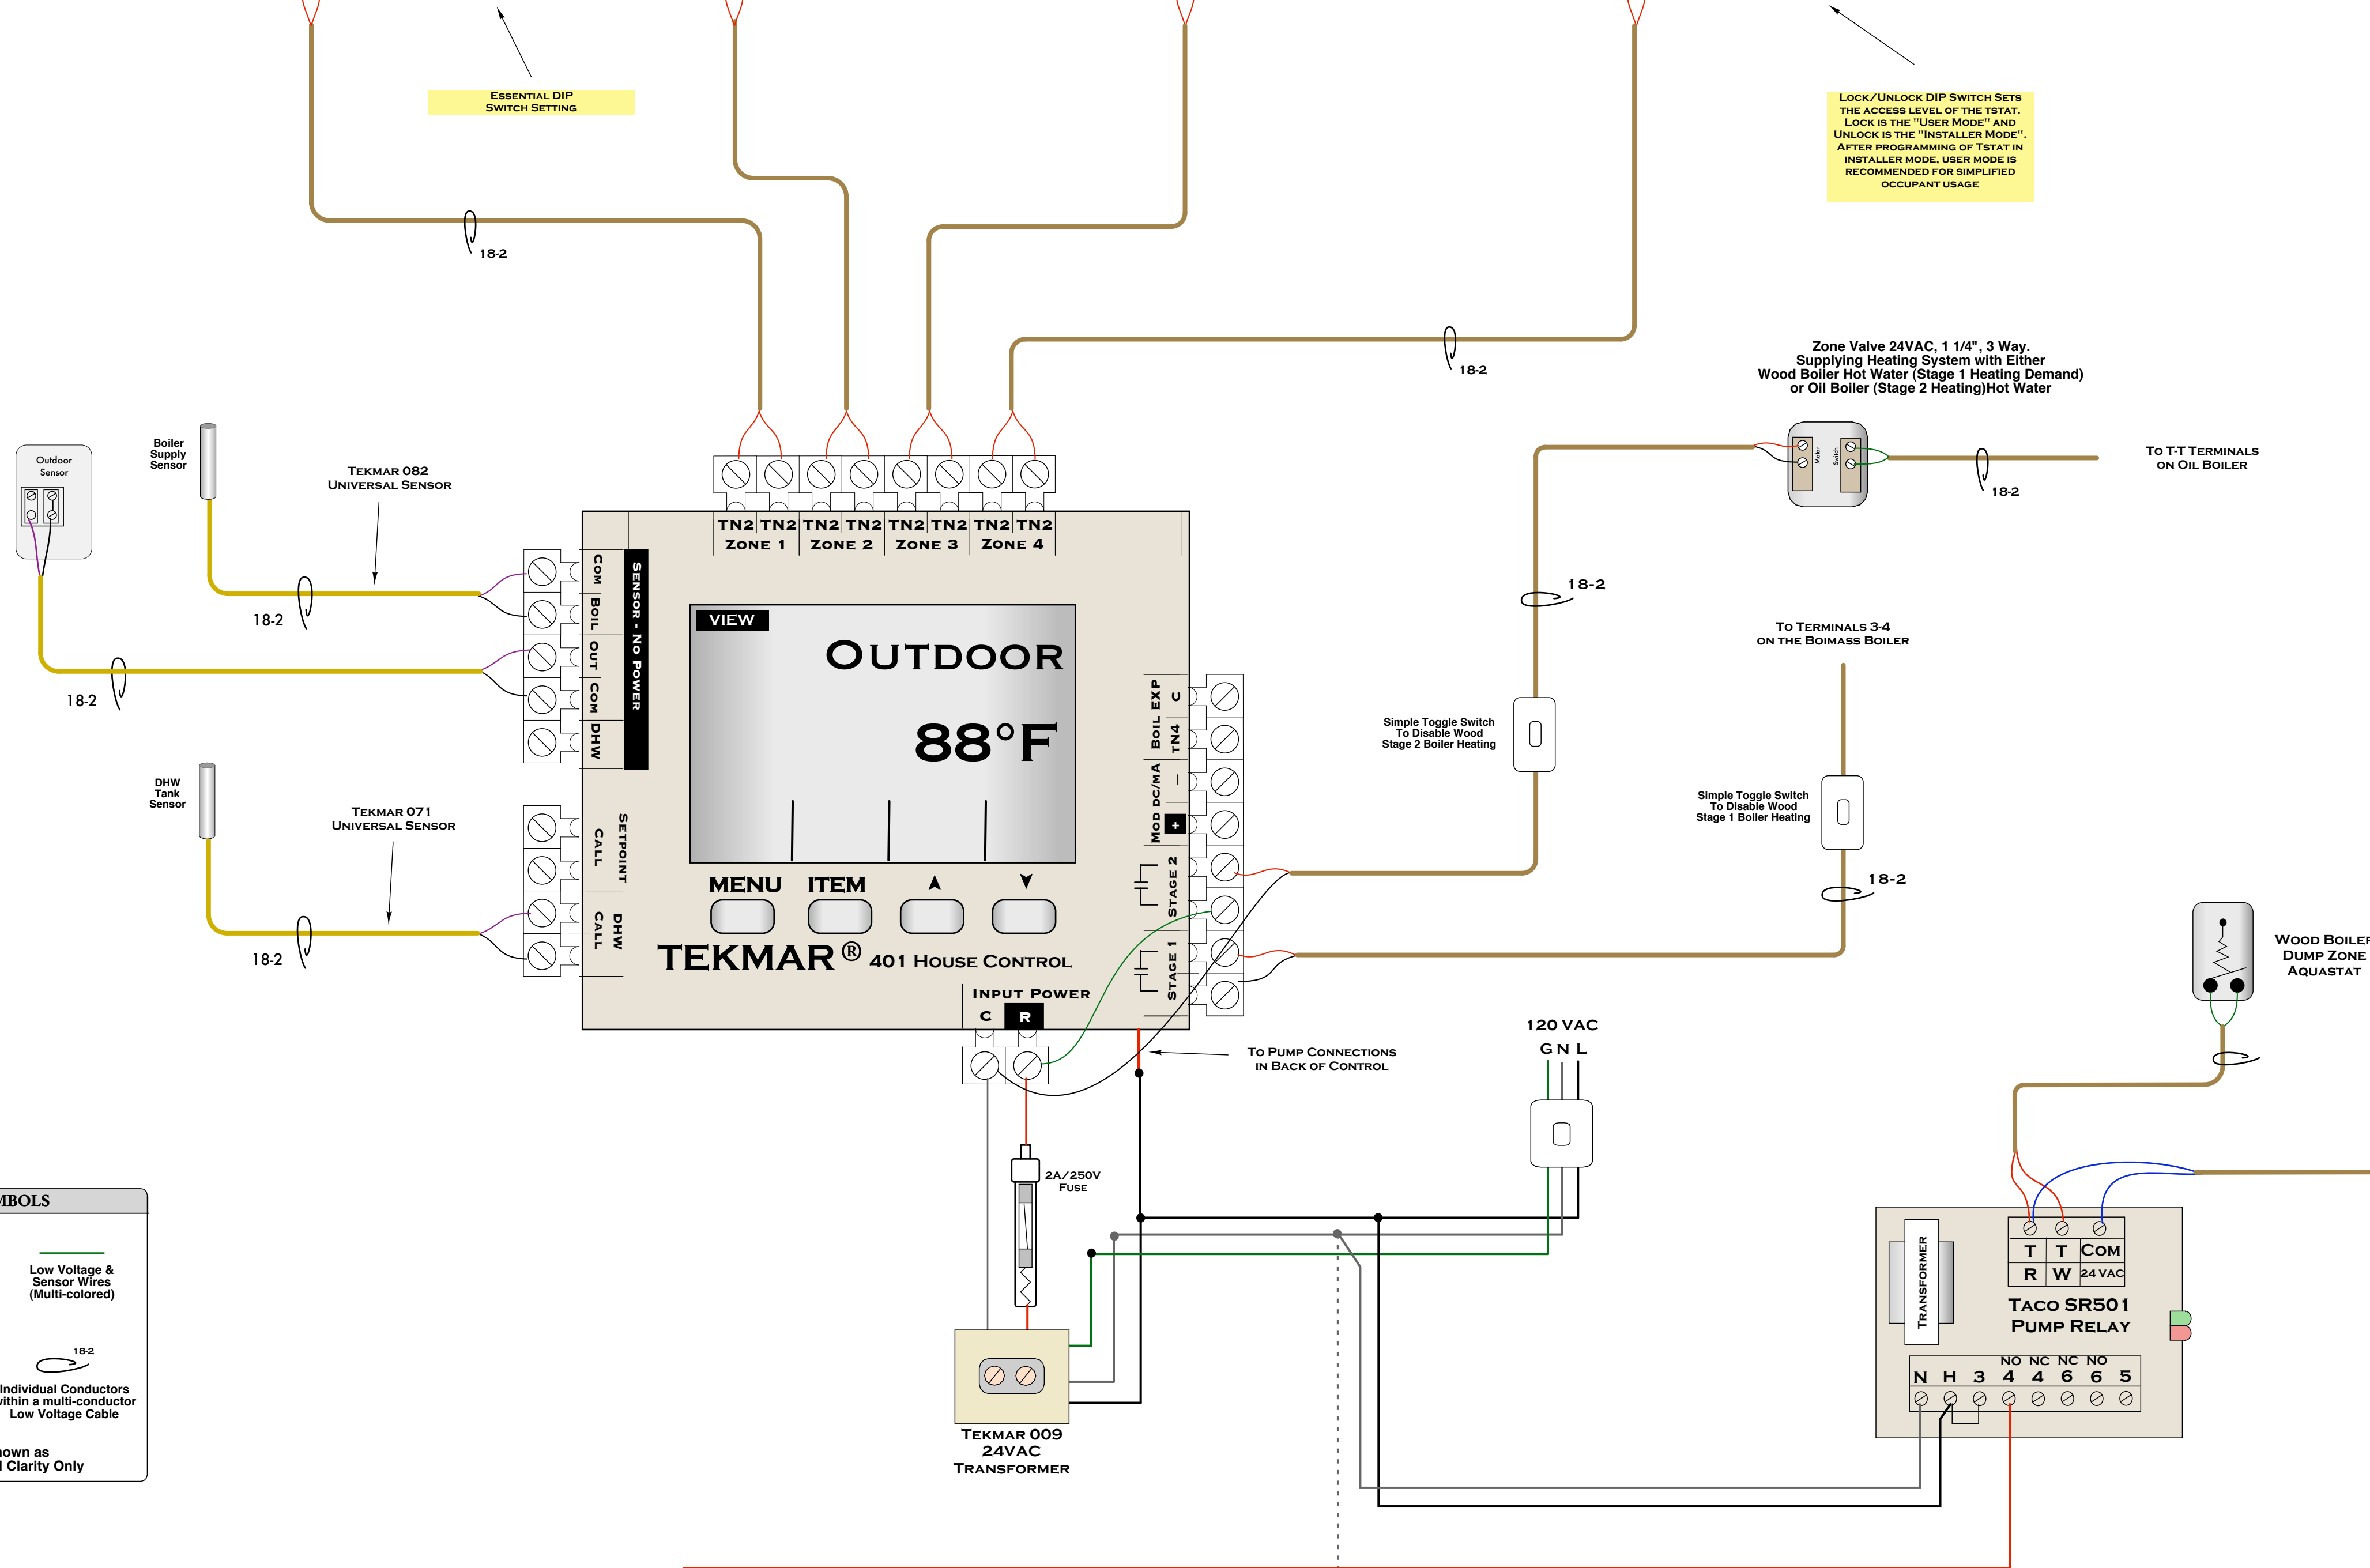 Essential DIP
Switch Setting
Lock/Unlock DIP Switch Sets
the access level of the tstat.
Lock is the "User Mode" and
Unlock is the "Installer Mode".
After programming of Tstat in
installer mode, user mode is
recommended for simplified
occupant usage
18-2
18-2
Zone Valve 24VAC, 1 1/4", 3 Way.
Supplying Heating System with Either
Wood Boiler Hot Water (Stage 1 Heating Demand)
or Oil Boiler (Stage 2 Heating)Hot Water
Motor
Switch
18-2
To T-T Terminals
on Oil Boiler
Outdoor
Sensor
Boiler
Supply
Sensor
Tekmar 082
Universal Sensor
18-2
18-2
DHW
Tank
Sensor
Tekmar 071
Universal Sensor
18-2
TN2 TN2 TN2 TN2 TN2 TN2 TN2 TN2
Zone 1 Zone 2 Zone 3 Zone 4
Com
Boil
Out
Com
DHW
Sensor - No Power
Setpoint
Call
DHW
Call
VIEW
Outdoor
88°F
MENU ITEM
TEKMAR® 401 House Control
Input Power
C R
Boil EXP
C
TN4
Mod DC/mA
–
+
Stage 2
Stage 1
18-2
Simple Toggle Switch
To Disable Wood
Stage 2 Boiler Heating
To Terminals 3-4
on the Boimass Boiler
Simple Toggle Switch
To Disable Wood
Stage 1 Boiler Heating
18-2
To Pump Connections
in Back of Control
120 VAC
G N L
2A/250V
Fuse
Tekmar 009
24VAC
Transformer
Wood Boiler
Dump Zone
Aquastat
Transformer
T T Com
R W 24 VAC
Taco SR501
Pump Relay
NO NC NC NO
N H 3 4 4 6 6 5
MBOLS
Low Voltage &
Sensor Wires
(Multi-colored)
18-2
Individual Conductors
within a multi-conductor
Low Voltage Cable
own as
l Clarity Only